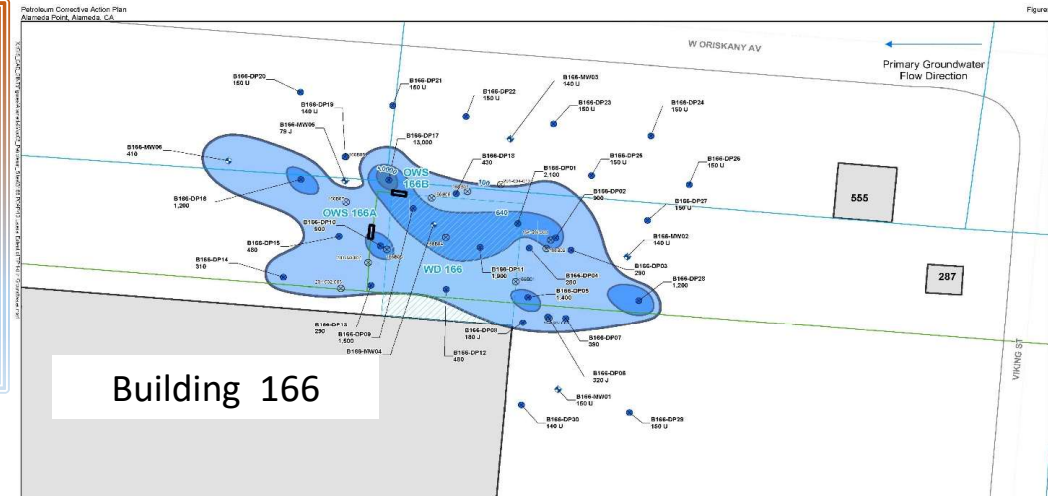 Petroleum Corrective Action Plan
Alameda Point, Alameda, CA
Figure
W ORISKANY AV
Primary Groundwater
Flow Direction
B166-DP20
150 U
B166-DP21
150 U
B166-DP22
150 U
B166-MW03
140 U
B166-DP23
150 U
B166-DP24
150 U
B166-DP19
140 U
B166-MW05
78 J
B166-MW06
410
B166-DP17
13,000
OWS
166B
B166-DP13
430
B166-DP01
2,100
B166-DP25
150 U
B166-DP26
150 U
B166-DP02
300
B166-DP27
150 U
555
B166-DP16
1,200
OWS 166A
B166-DP10
900
640
B166-DP15
450
B166-MW02
140 U
B166-DP14
310
WD 166
B166-DP11
1,900
B166-DP04
280
B166-DP03
290
B166-DP28
1,200
287
B166-DP05
1,400
290
B166-DP09
1,500
B166-MW04
B166-DP12
480
B166-DP08
180 J
B166-DP07
390
B166-DP06
320 J
VIKING ST
Building 166
B166-MW01
150 U
B166-DP30
140 U
B166-DP29
150 U